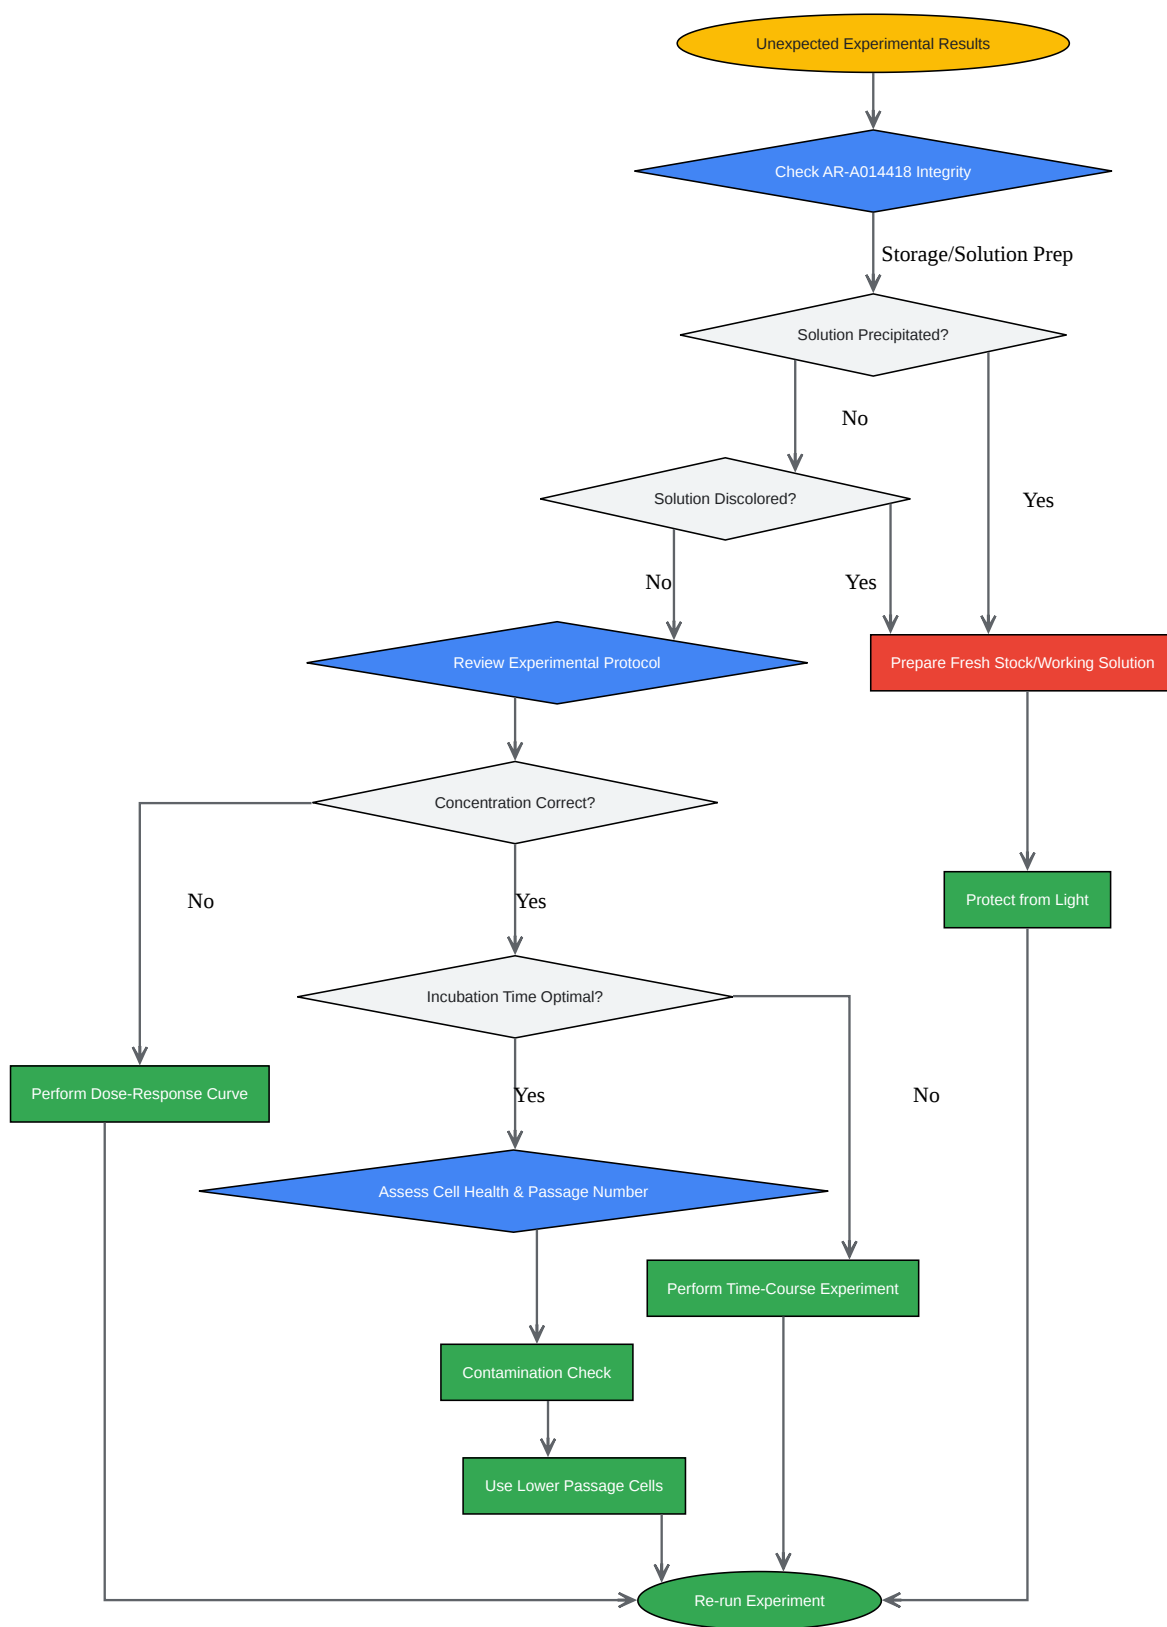 Unexpected Experimental Results
Check AR-A014418 Integrity
Storage/Solution Prep
Solution Precipitated?
No
Yes
Solution Discolored?
No
Yes
Review Experimental Protocol
Prepare Fresh Stock/Working Solution
Concentration Correct?
No
Yes
Protect from Light
Incubation Time Optimal?
Perform Dose-Response Curve
Yes
No
Assess Cell Health & Passage Number
Perform Time-Course Experiment
Contamination Check
Use Lower Passage Cells
Re-run Experiment